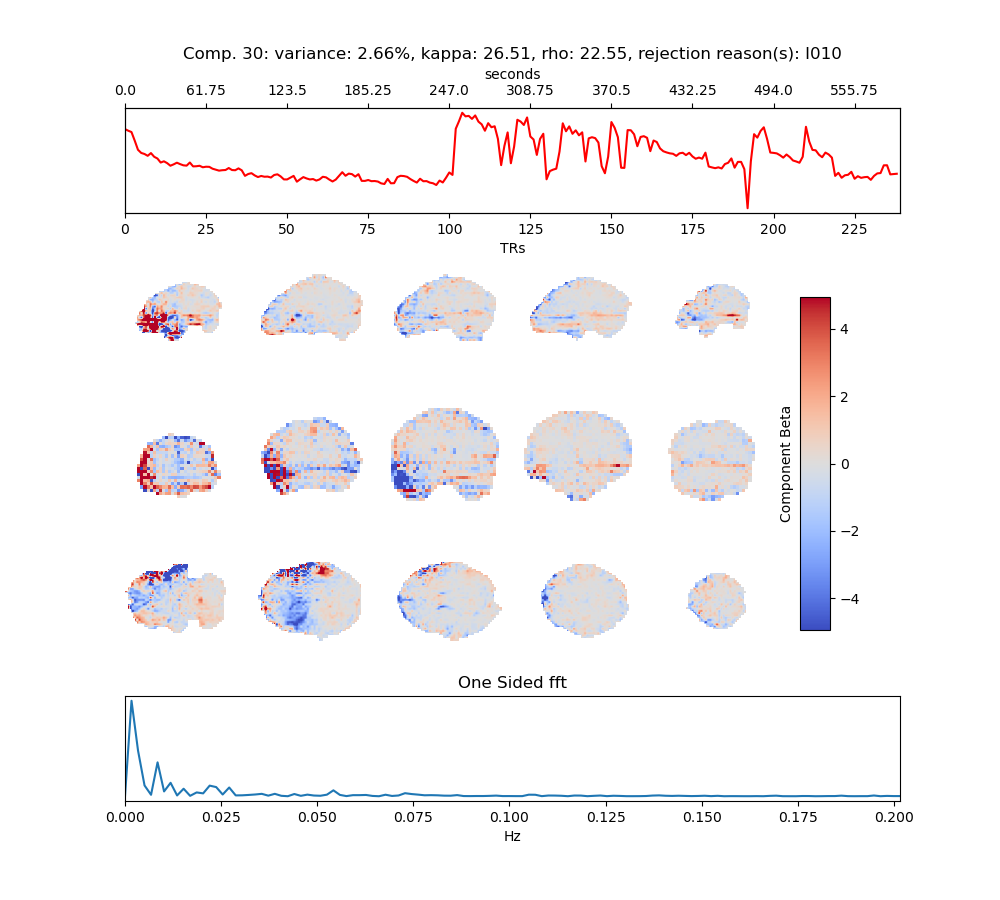 Comp. 30: variance: 2.66%, kappa: 26.51, rho: 22.55, rejection reason(s): I010
seconds
0.0 61.75 123.5 185.25 247.0 308.75 370.5 432.25 494.0 555.75
0 25 50 75 100 125 150 175 200 225
TRs
4
2
0
−2
−4
Component Beta
One Sided fft
0.000 0.025 0.050 0.075 0.100 0.125 0.150 0.175 0.200
Hz